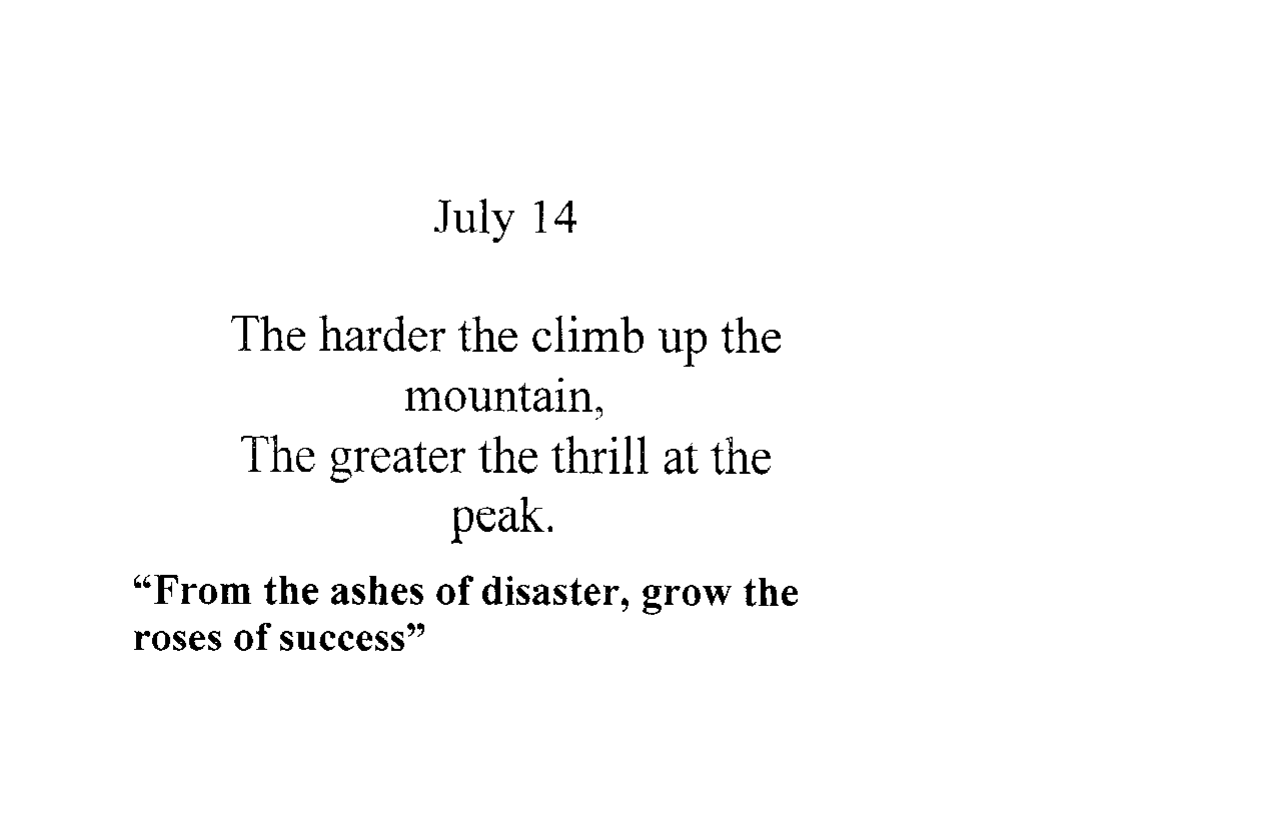 July 14
The harder the climb up the
mountain,
The greater the thrill at the
peak.
“From the ashes of disaster, grow the
roses of success”